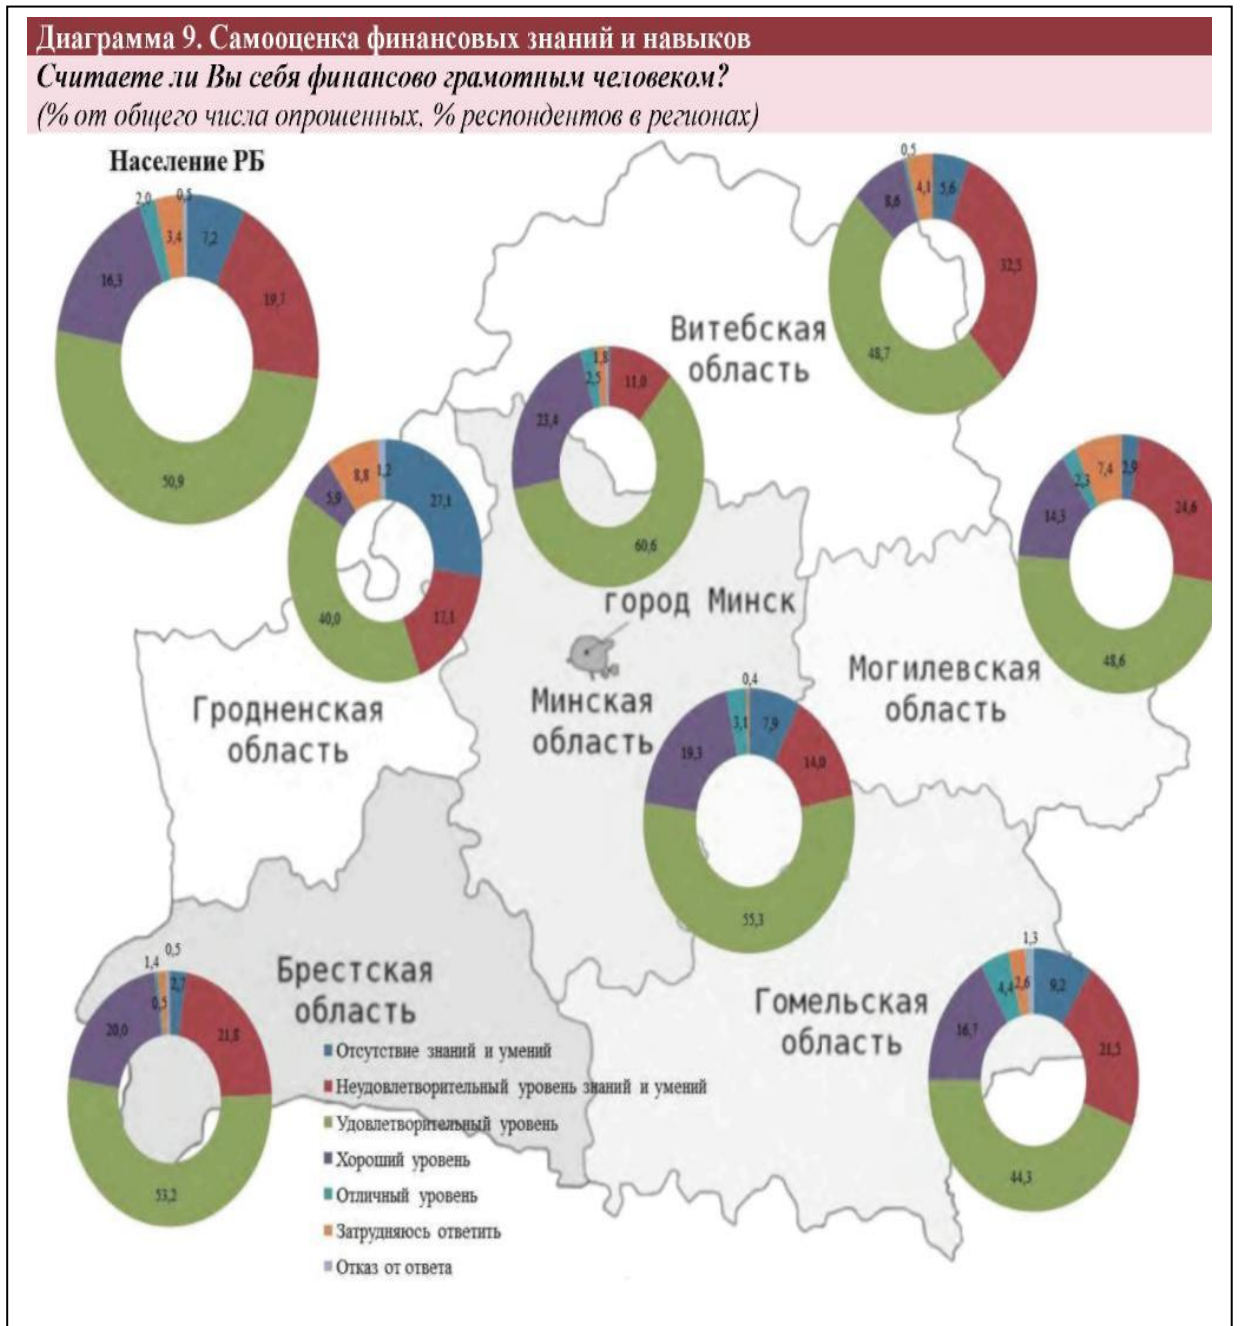 Диаграмма 9. Самооценка финансовых знаний и навыков
Считаете ли Вы себя финансово грамотным человеком?
(% от общего числа опрошенных, % респондентов в регионах)
Население РБ
2,0
3,4
0,5
7,2
19,7
50,9
16,3
0,5
8,6
4,1
5,6
32,5
48,7
Витебская
область
1,8
2,5
11,0
23,4
60,6
8,8
1,2
27,1
5,9
17,1
40,0
Гродненская
область
город Минск
Минская
область
7,4
2,9
2,3
24,6
14,3
48,6
Могилевская
область
0,4
3,1
7,9
14,0
19,3
55,3
Брестская
область
0,5
1,4
0,5
2,7
21,8
20,0
53,2
Гомельская
область
1,3
4,4
2,6
9,2
21,5
16,7
44,3
Отсутствие знаний и умений
Неудовлетворительный уровень знаний и умений
Удовлетворительный уровень
Хороший уровень
Отличный уровень
Затрудняюсь ответить
Отказ от ответа